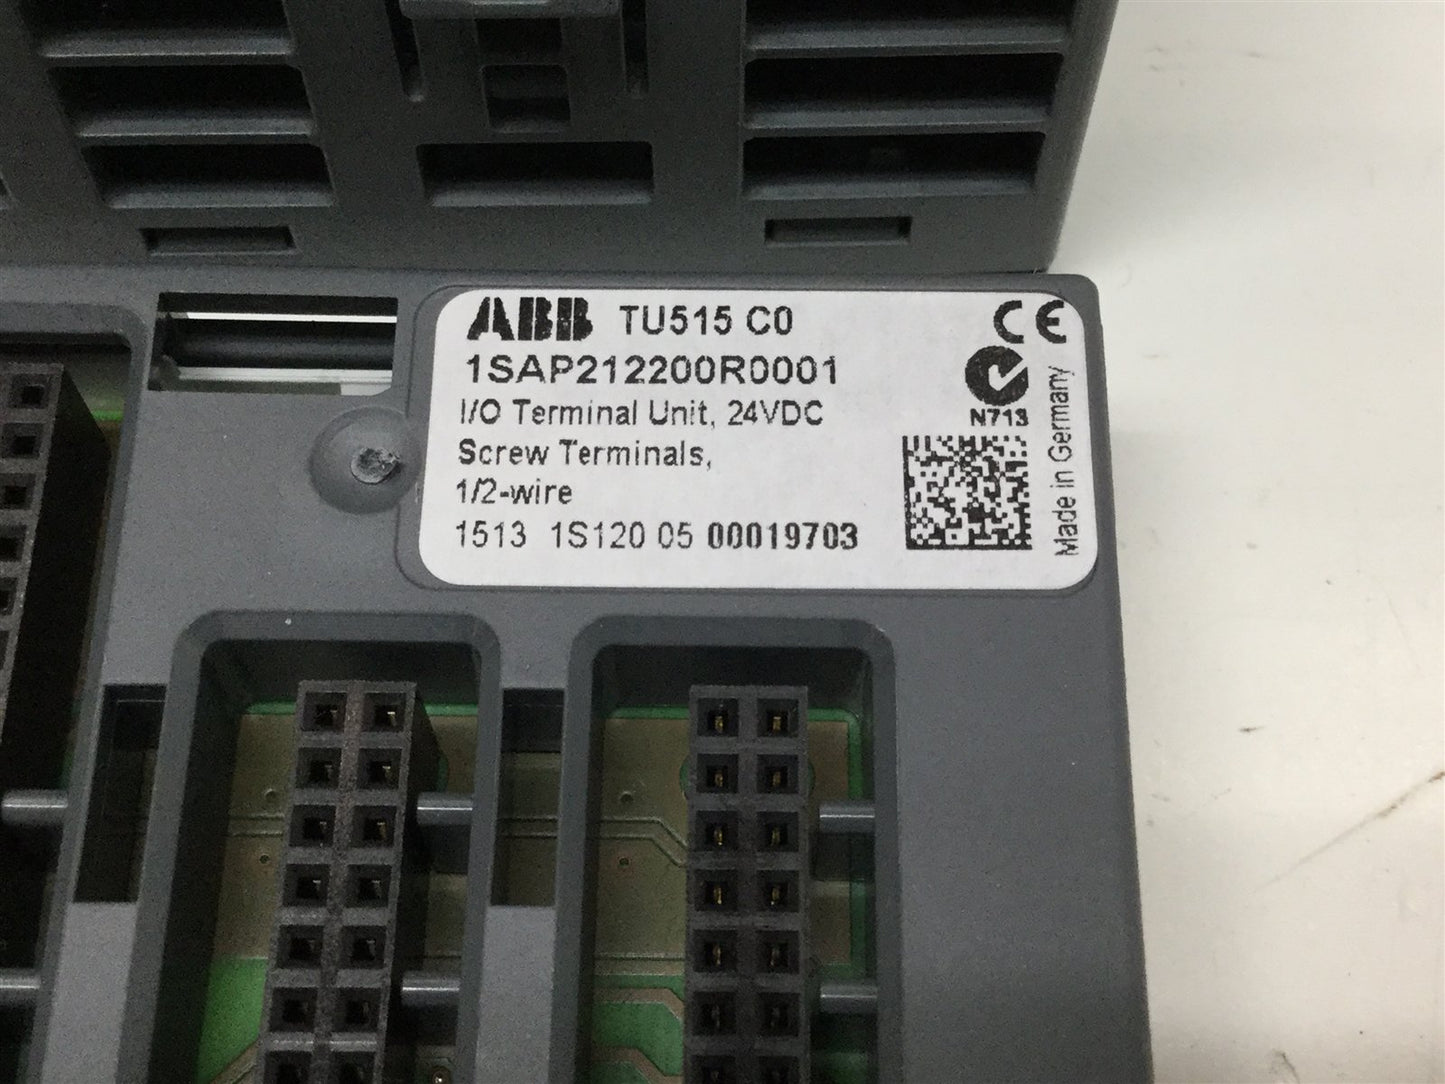 ABB TU515 C0
1SAP212200R0001
I/O Terminal Unit, 24VDC
Screw Terminals,
1/2-wire
1513 1S120 05 00019703
CE
N713
Made in Germany